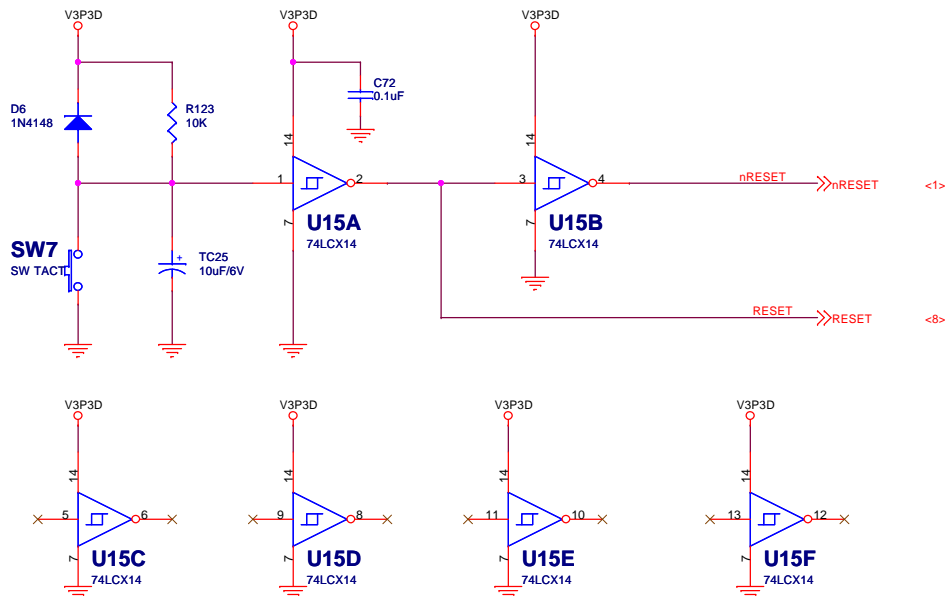 V3P3D V3P3D V3P3D
D6
1N4148
R123
10K
C72
0.1uF
14 14
1 2 3 4
nRESET nRESET <1>
7 7
U15A
74LCX14
U15B
74LCX14
SW7
SW TACT
TC25
+
10uF/6V
RESET RESET <8>
V3P3D V3P3D V3P3D V3P3D
14 14 14 14
5 6 9 8 11 10 13 12
7 7 7 7
U15C U15D U15E U15F
74LCX14 74LCX14 74LCX14 74LCX14